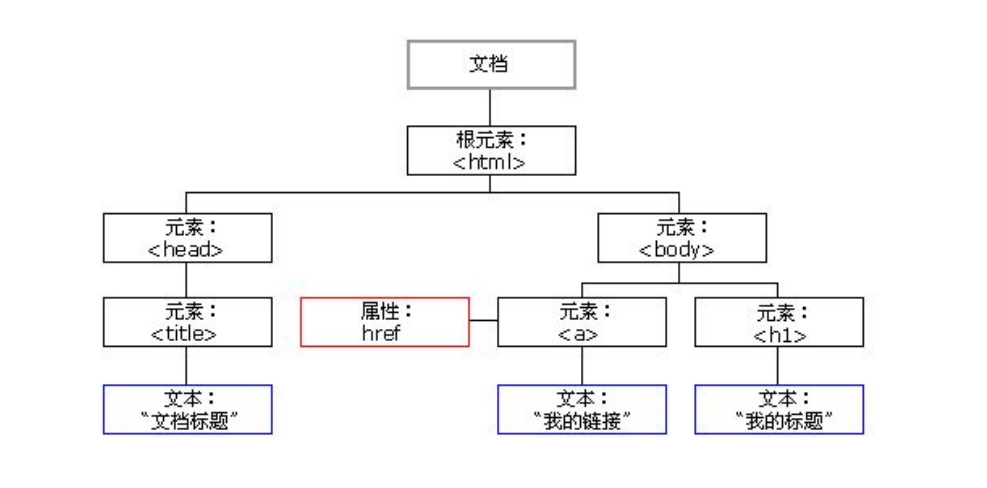 文档
根元素：
<html>
元素：
<head>
元素：
<body>
元素：
<title>
属性：
href
元素：
<a>
元素：
<h1>
文本：
“文档标题”
文本：
“我的链接”
文本：
“我的标题”